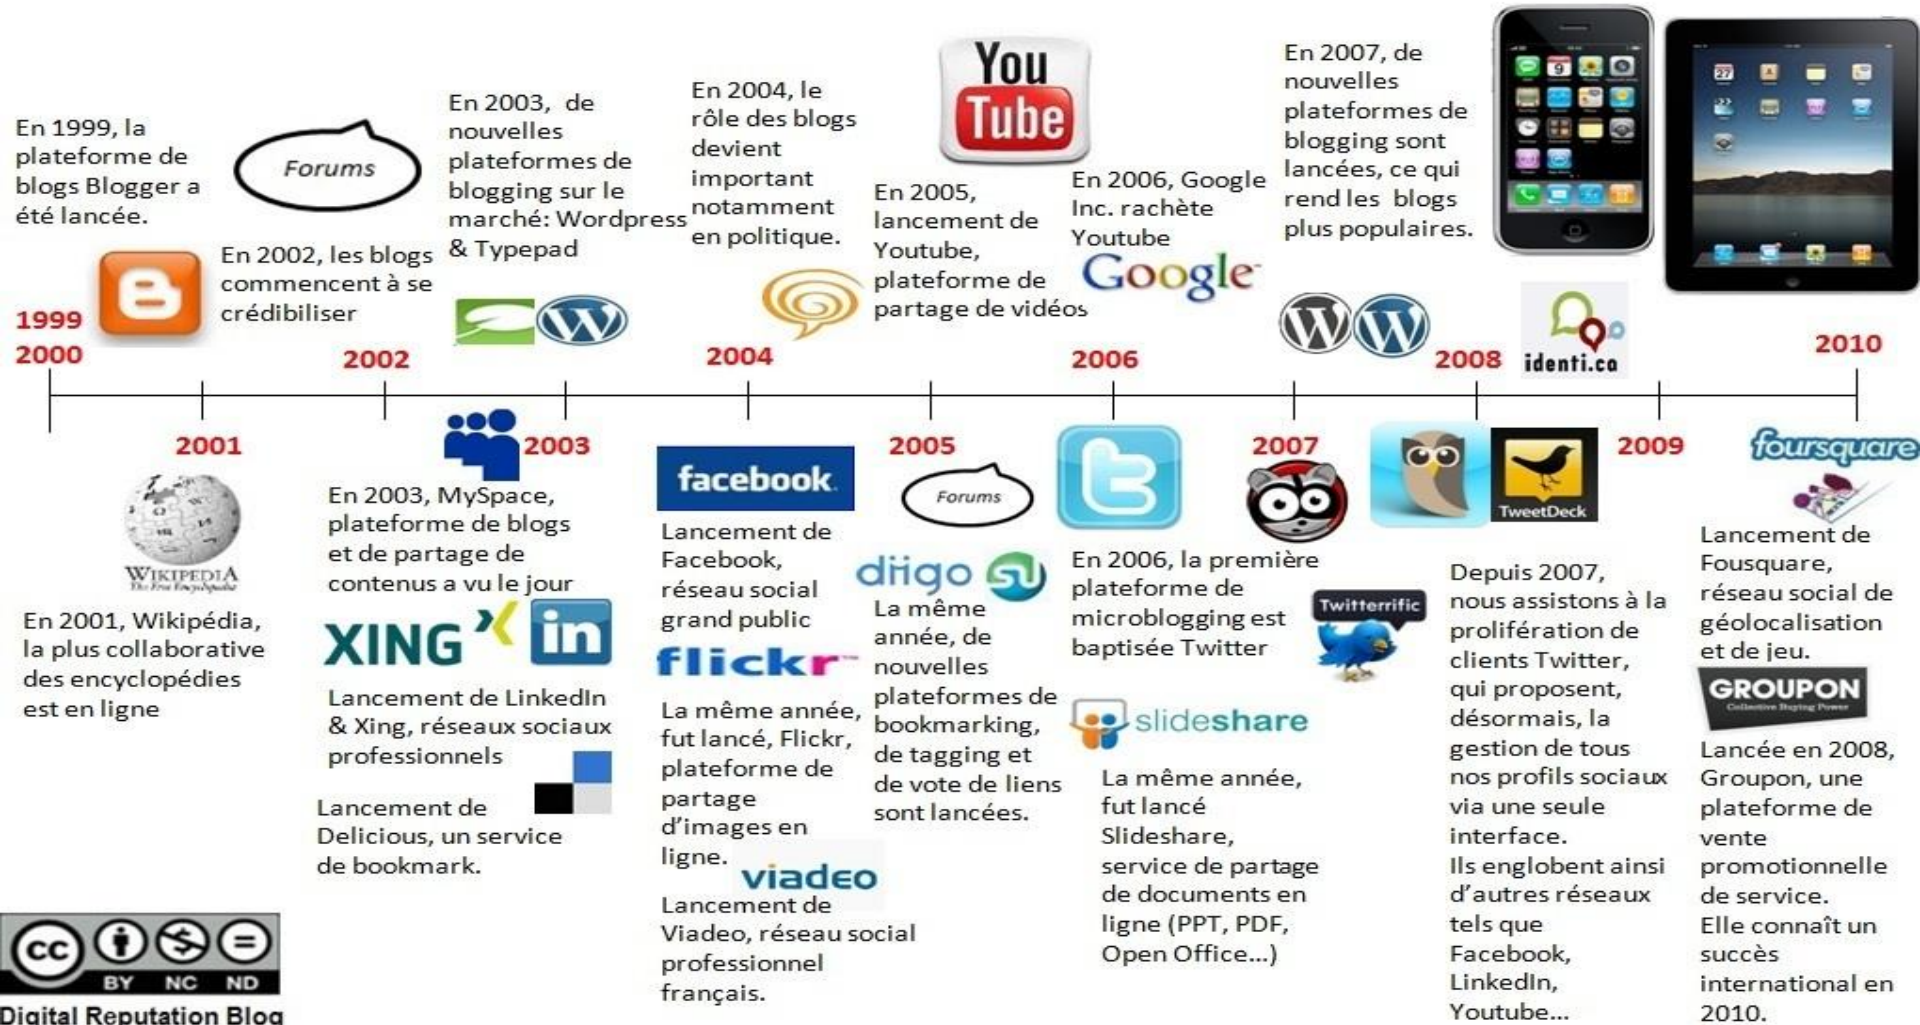 En 1999, la
plateforme de
blogs Blogger a
été lancée.
Forums
En 2002, les blogs
commencent à se
crédibiliser
En 2003, de
nouvelles
plateformes de
blogging sur le
marché: Wordpress
& Typepad
En 2004, le
rôle des blogs
devient
important
notamment
en politique.
You
Tube
En 2005,
lancement de
Youtube,
plateforme de
partage de vidéos
En 2006, Google
Inc. rachète
Youtube
Google
En 2007, de
nouvelles
plateformes de
blogging sont
lancées, ce qui
rend les blogs
plus populaires.
9
27
identi.ca
1999
2000
2002
2004
2006
2008
2010
2001
2003
2005
2007
2009
WIKIPEDIA
The Free Encyclopedia
En 2001, Wikipédia,
la plus collaborative
des encyclopédies
est en ligne
En 2003, MySpace,
plateforme de blogs
et de partage de
contenus a vu le jour
XING
in
Lancement de LinkedIn
& Xing, réseaux sociaux
professionnels
Lancement de
Delicious, un service
de bookmark.
facebook
Lancement de
Facebook,
réseau social
grand public
flickr
La même année,
fut lancé, Flickr,
plateforme de
partage
d’images en
ligne.
viadeo
Lancement de
Viadeo, réseau social
professionnel
français.
Forums
diigo
La même
année, de
nouvelles
plateformes de
bookmarking,
de tagging et
de vote de liens
sont lancées.
t
En 2006, la première
plateforme de
microblogging est
baptisée Twitter
slideshare
La même année,
fut lancé
Slideshare,
service de partage
de documents en
ligne (PPT, PDF,
Open Office...)
Twitterrific
TweetDeck
Depuis 2007,
nous assistons à la
prolifération de
clients Twitter,
qui proposent,
désormais, la
gestion de tous
nos profils sociaux
via une seule
interface.
Ils englobent ainsi
d’autres réseaux
tels que
Facebook,
LinkedIn,
Youtube...
foursquare
Lancement de
Fousquare,
réseau social de
géolocalisation
et de jeu.
GROUPON
Collective Buying Power
Lancée en 2008,
Groupon, une
plateforme de
vente
promotionnelle
de service.
Elle connaît un
succès
international en
2010.
cc
BY NC ND
Digital Reputation Blog